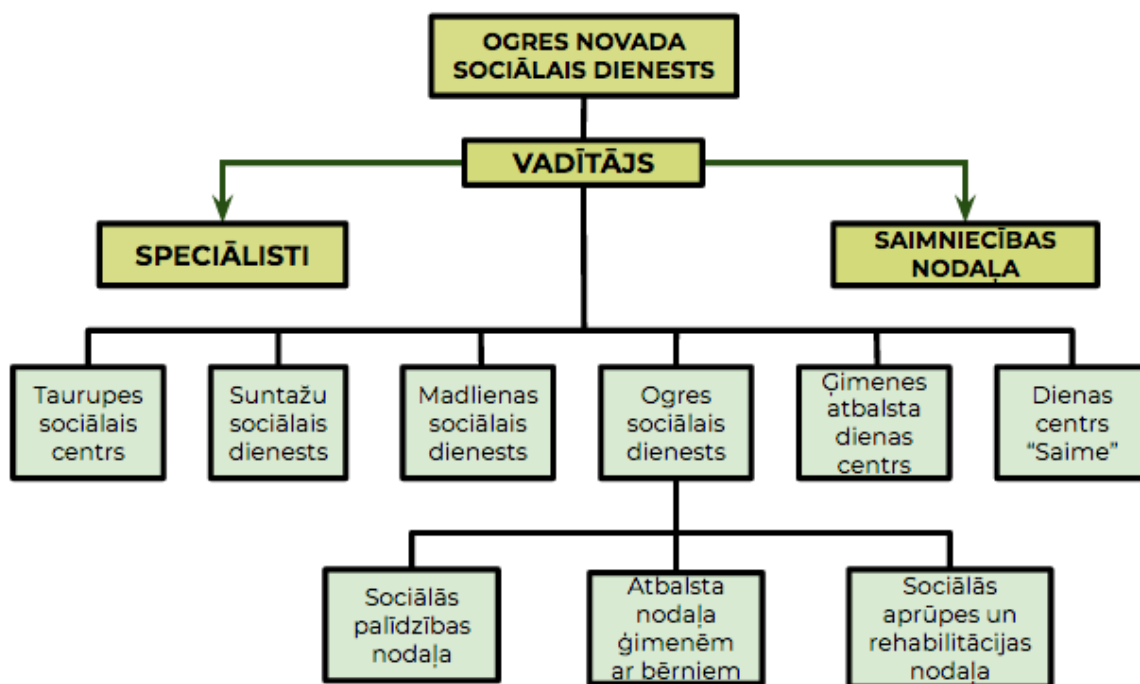 OGRES NOVADA
SOCIĀLAIS DIENESTS
VADĪTĀJS
SPECIĀLISTI
SAIMNIECĪBAS
NODAĻA
Taurupes
sociālais
centrs
Suntažu
sociālais
dienests
Madlienas
sociālais
dienests
Ogres
sociālais
dienests
Ģimenes
atbalsta
dienas
centrs
Dienas
centrs
“Saime”
Sociālās
palīdzības
nodaļa
Atbalsta
nodaļa
ģimenēm
ar bērniem
Sociālās
aprūpes un
rehabilitācijas
nodaļa